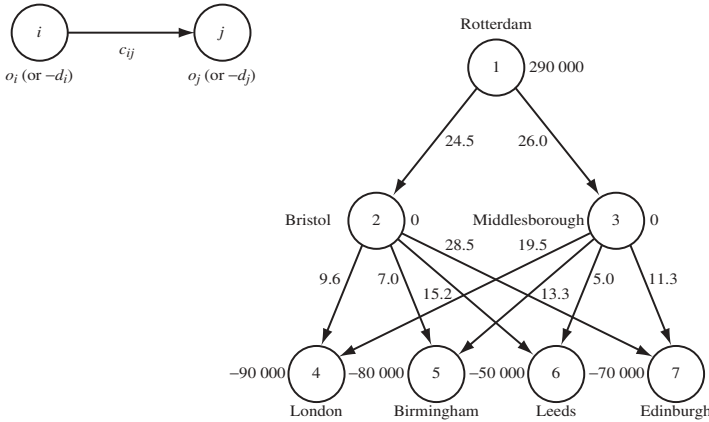 i
j
c_ij
o_i (or –d_i)
o_j (or –d_j)
Rotterdam
1
290 000
24.5
26.0
Bristol
2
0
Middlesborough
3
0
28.5
19.5
9.6
7.0
15.2
13.3
5.0
11.3
–90 000
4
–80 000
5
–50 000
6
–70 000
7
London
Birmingham
Leeds
Edinburgh